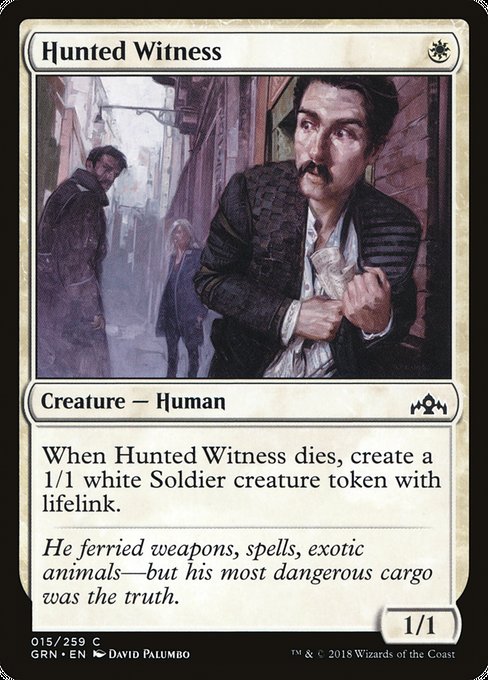 Hunted Witness
Creature — Human
When Hunted Witness dies, create a
1/1 white Soldier creature token with
lifelink.
He ferried weapons, spells, exotic
animals—but his most dangerous cargo
was the truth.
1/1
015/259 C
GRN • EN DAVID PALUMBO
™ & © 2018 Wizards of the Coast